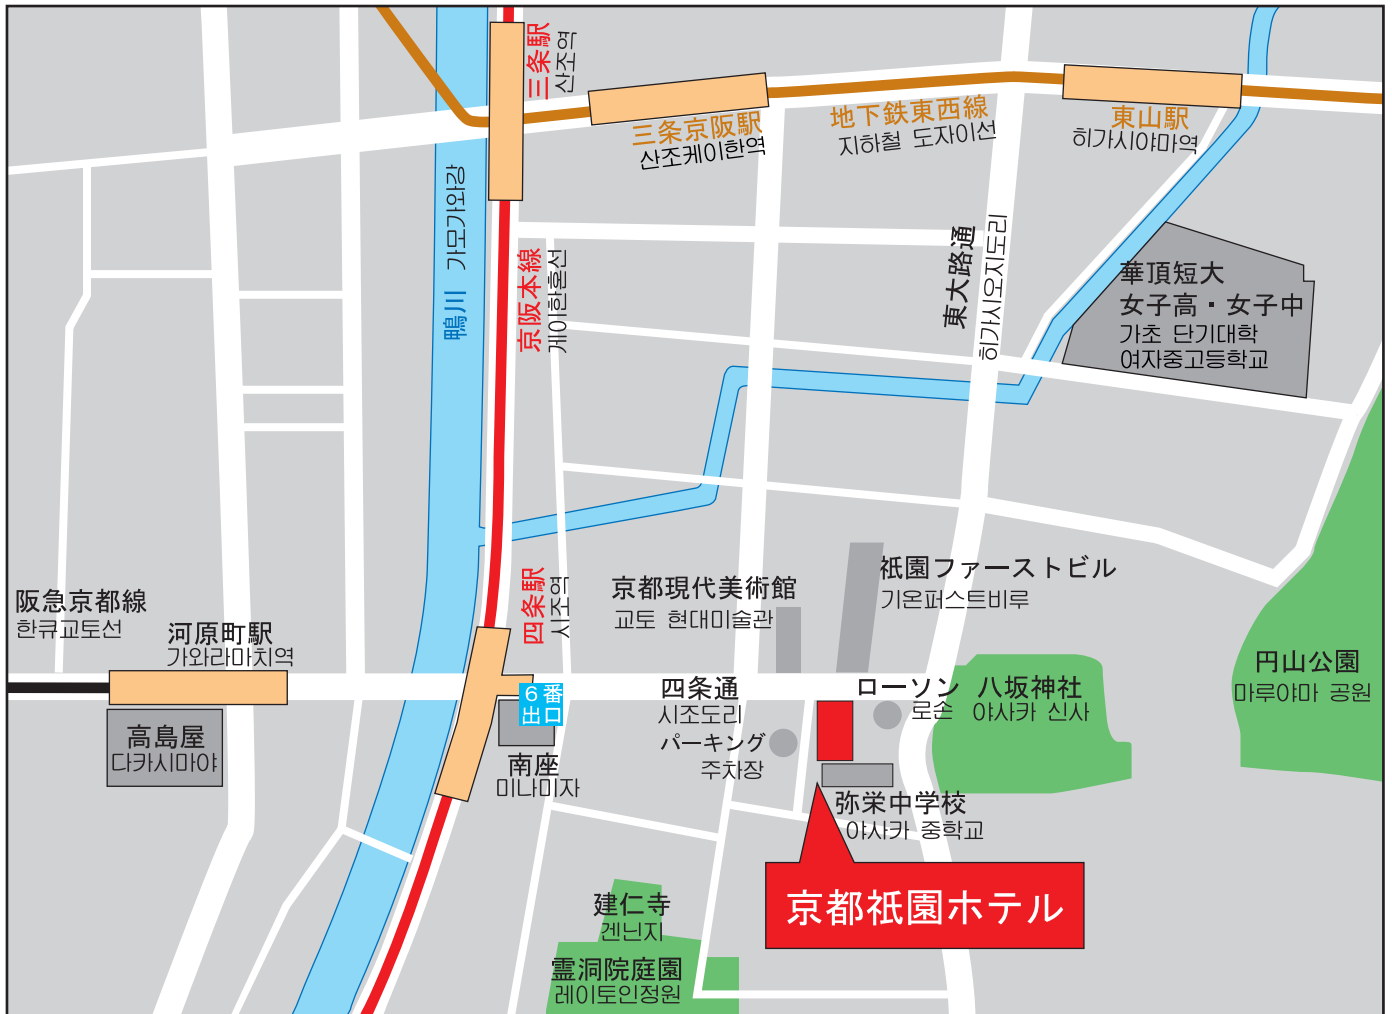 三条駅
산조역
三条京阪駅
산조케이한역
地下鉄東西線
지하철 도자이선
東山駅
히가시야마역
鴨川 가모가와강
京阪本線
게이한혼선
東大路通
히가시오지도리
華頂短大
女子高・女子中
가초 단기대학
여자중고등학교
阪急京都線
한큐교토선
河原町駅
가와라마치역
四条駅
시조역
京都現代美術館
교토 현대미술관
祇園ファーストビル
기온퍼스트비루
円山公園
마루야마 공원
6番
出口
四条通
시조도리
ローソン
로손
八坂神社
야사카 신사
高島屋
다카시마야
南座
미나미자
パーキング
주차장
弥栄中学校
야사카 중학교
京都祇園ホテル
建仁寺
겐닌지
霊洞院庭園
레이토인정원